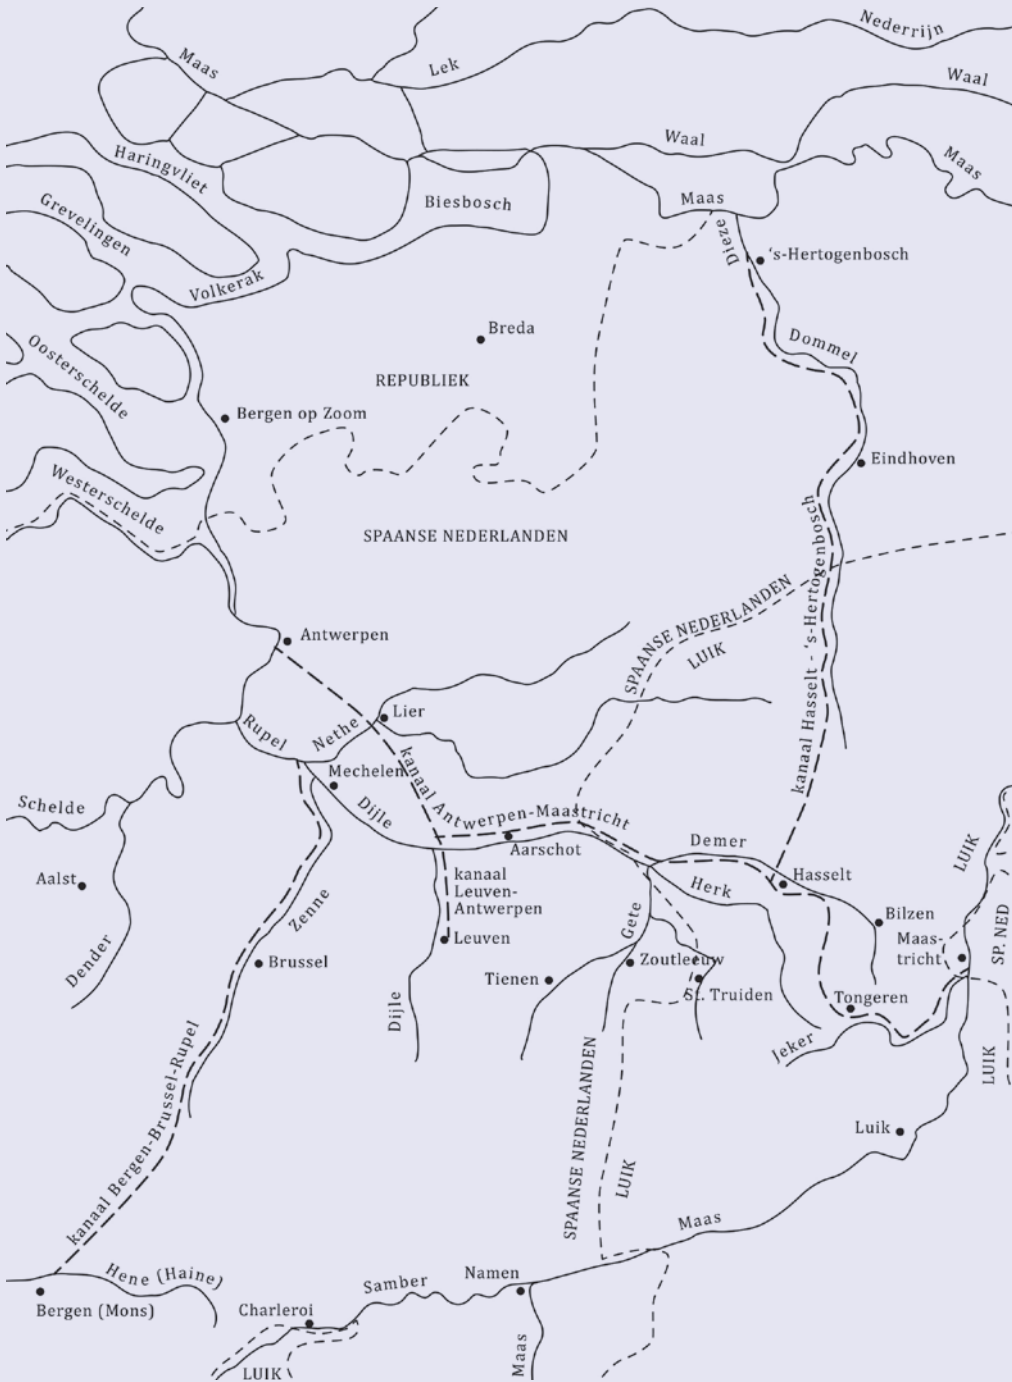 Nederrijn
Maas
Lek
Waal
Waal
Haringvliet
Maas
Grevelingen
Biesbosch
Maas
Dieze
's-Hertogenbosch
Volkerak
Breda
Dommel
Oosterschelde
REPUBLIEK
Bergen op Zoom
Eindhoven
Westerschelde
SPAANSE NEDERLANDEN
kanaal Hasselt - 's-Hertogenbosch
SPAANSE NEDERLANDEN
LUIK
Antwerpen
Lier
Rupel
Nethe
Mechelen
kanaal Antwerpen-Maastricht
Schelde
Dijle
Aarschot
Demer
LUIK
Aalst
kanaal
Leuven-
Antwerpen
Herk
Hasselt
Zenne
Gete
Bilzen
SP. NED
Leuven
Maas-
tricht
Dender
Brussel
Tienen
Zoutleeuw
St. Truiden
Tongeren
Dijle
Jeker
LUIK
kanaal Bergen-Brussel-Rupel
SPAANSE NEDERLANDEN
LUIK
Luik
Maas
Hene (Haine)
Samber
Namen
Bergen (Mons)
Charleroi
Maas
LUIK